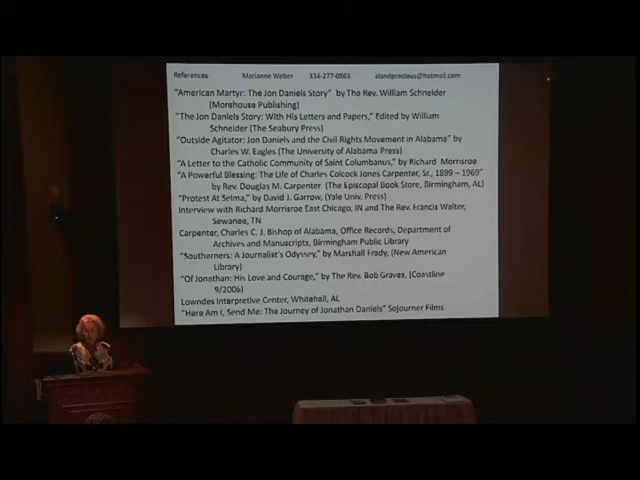 References Marianne Weber 334-277-0863 alandprecious@hotmail.com
"American Martyr: The Jon Daniels Story" by The Rev. William Schneider
(Morehouse Publishing)
"The Jon Daniels Story: With His Letters and Papers," Edited by William
Schneider (The Seabury Press)
"Outside Agitator: Jon Daniels and the Civil Rights Movement in Alabama" by
Charles W. Eagles (The University of Alabama Press)
"A Letter to the Catholic Community of Saint Columbanus," by Richard Morrisroe
"A Powerful Blessing: The Life of Charles Colcock Jones Carpenter, Sr., 1899 – 1969"
by Rev. Douglas M. Carpenter (The Episcopal Book Store, Birmingham, AL)
"Protest At Selma," by David J. Garrow, (Yale Univ. Press)
Interview with Richard Morrisroe East Chicago, IN and The Rev. Francis Walter,
Sewanee, TN
Carpenter, Charles C. J. Bishop of Alabama, Office Records, Department of
Archives and Manuscripts, Birmingham Public Library
"Southerners: A Journalist's Odyssey," by Marshall Frady, (New American
Library)
"Of Jonathan: His Love and Courage," by The Rev. Bob Graves, (Coastline
9/2006)
Lowndes Interpretive Center, Whitehall, AL
"Here Am I, Send Me: The Journey of Jonathan Daniels" Sojourner Films